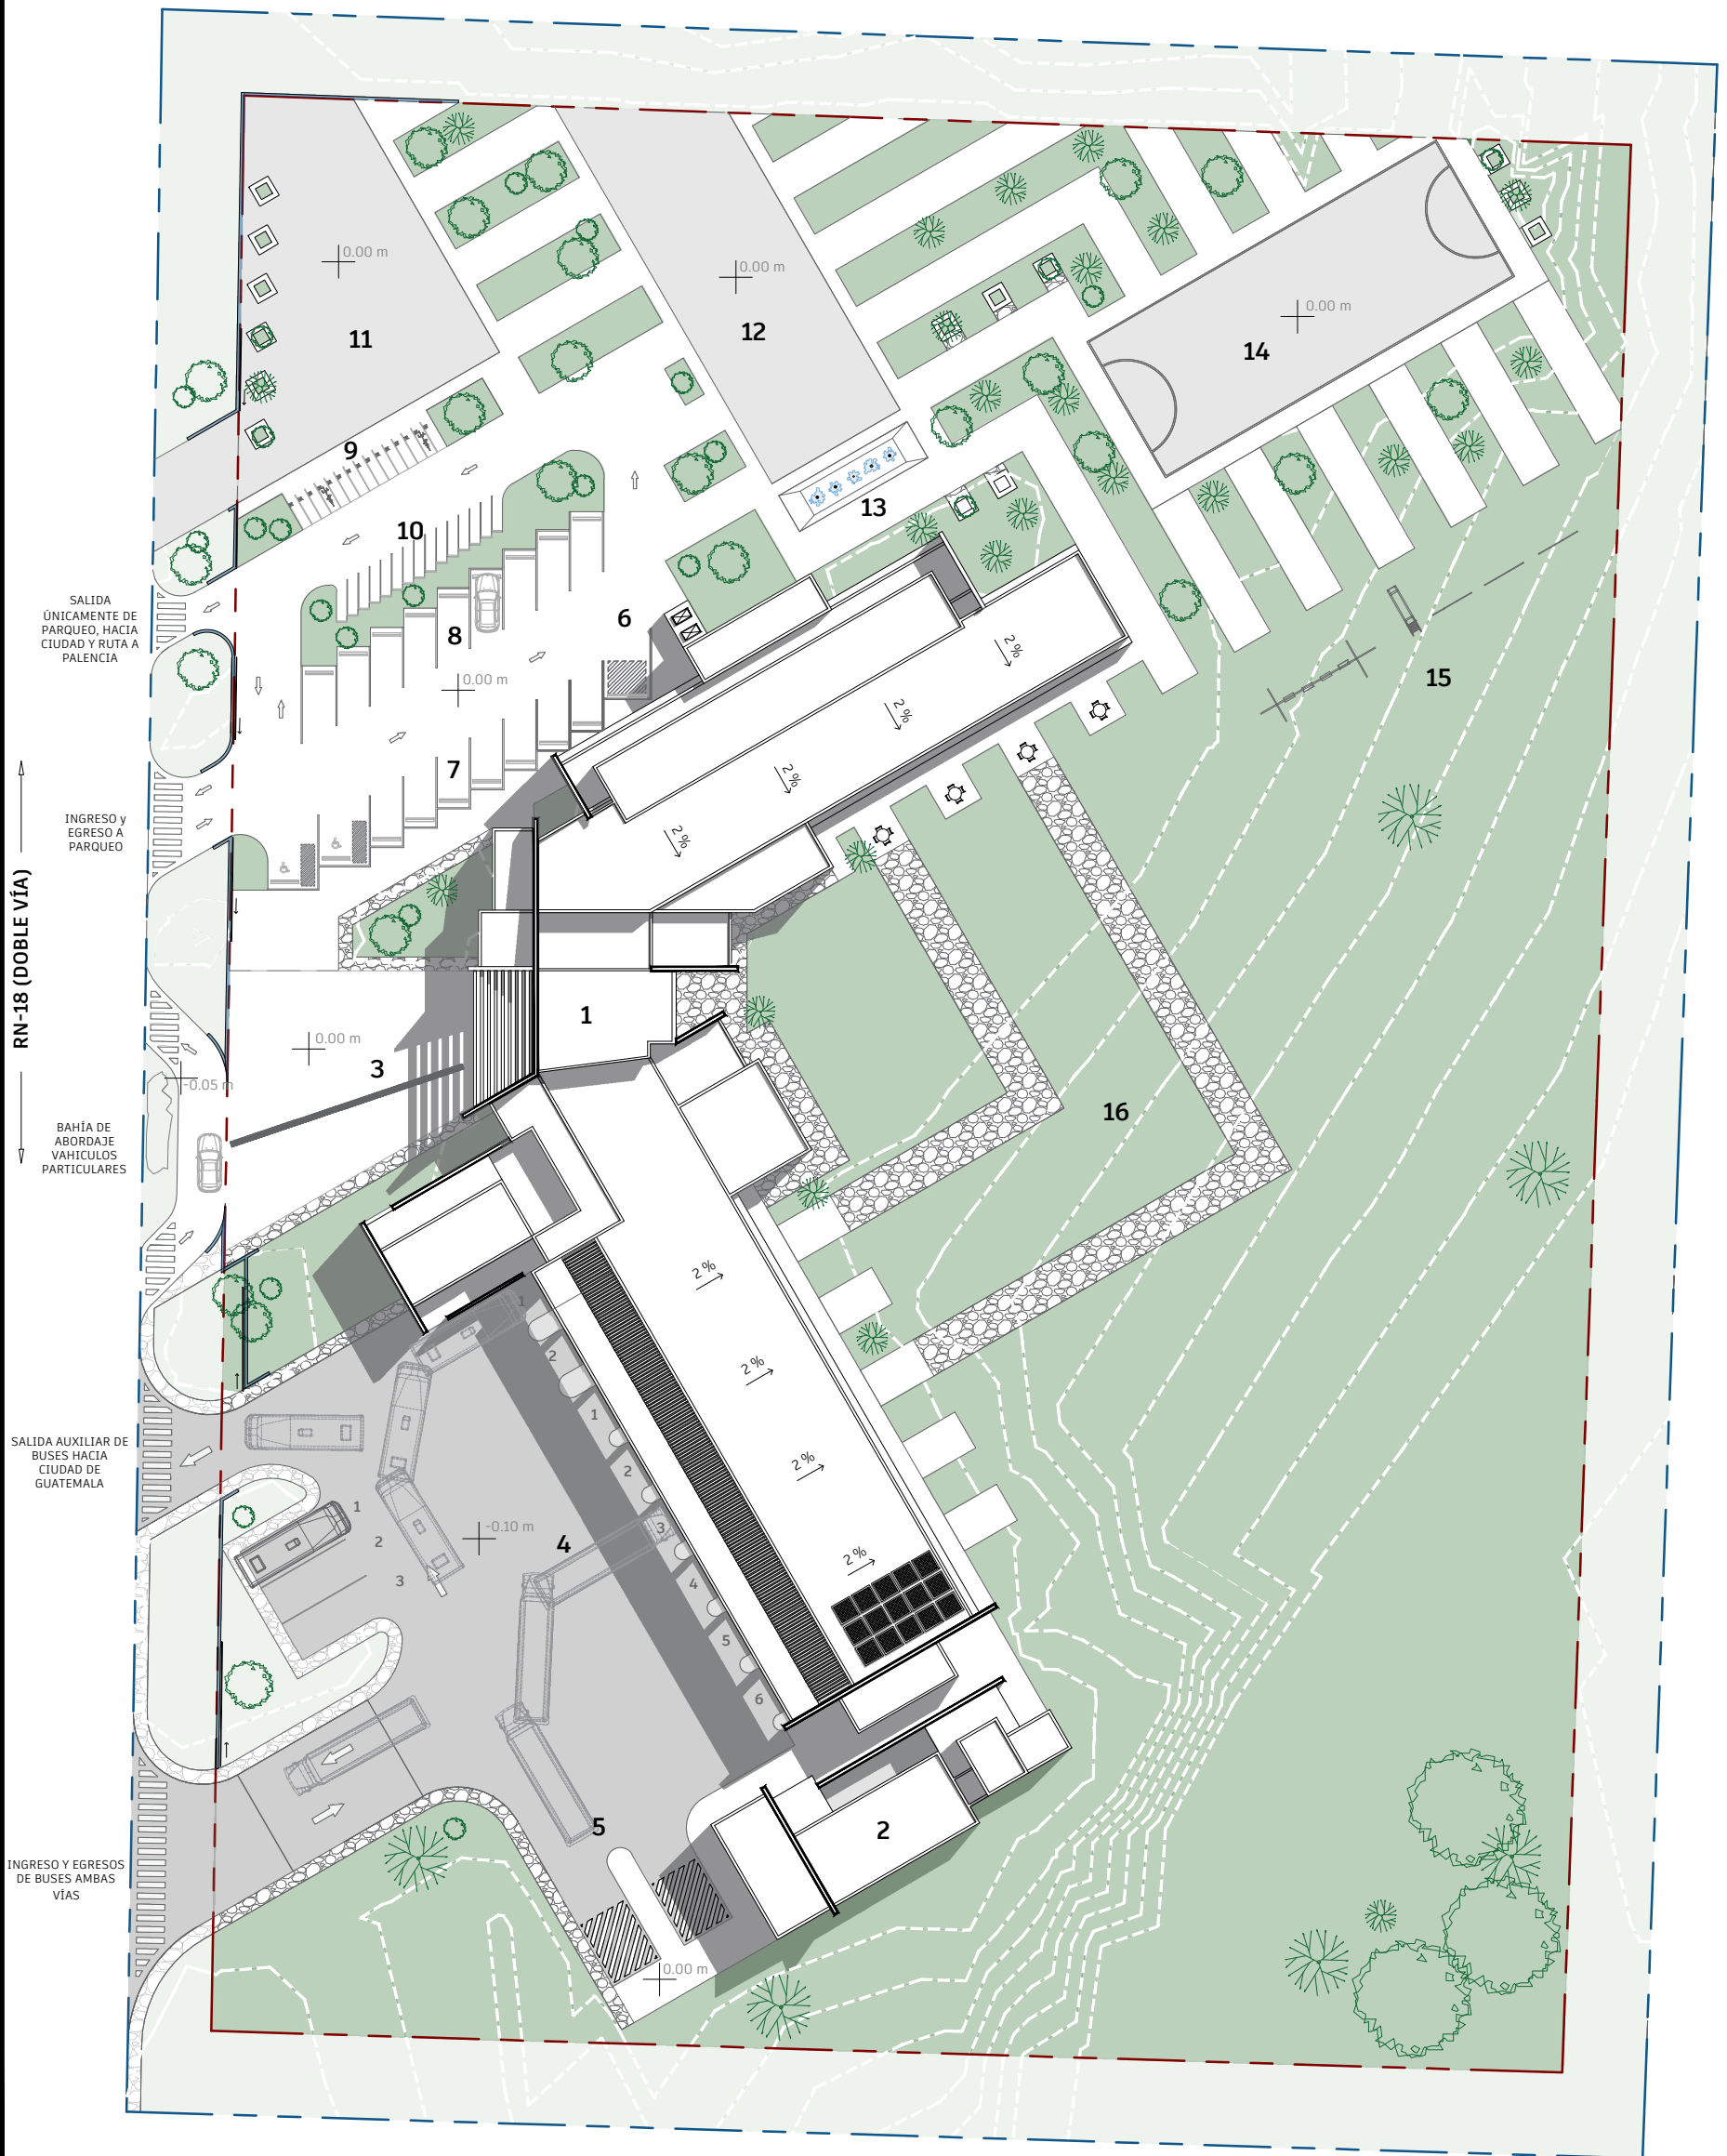 0.00 m
0.00 m
0.00 m
11
12
14
9
13
10
SALIDA
ÚNICAMENTE DE
PARQUEO, HACIA
CIUDAD Y RUTA A
PALENCIA
6
8
2 %
15
0.00 m
2 %
7
2 %
INGRESO y
EGRESO A
PARQUEO
2 %
RN-18 (DOBLE VÍA)
1
0.00 m
3
-0.05 m
16
BAHÍA DE
ABORDAJE
VAHICULOS
PARTICULARES
2 %
1
2
2 %
1
SALIDA AUXILIAR DE
BUSES HACIA
CIUDAD DE
GUATEMALA
2
2 %
1
-0.10 m
3
2
4
2 %
3
4
5
6
5
2
INGRESO Y EGRESOS
DE BUSES AMBAS
VÍAS
0.00 m